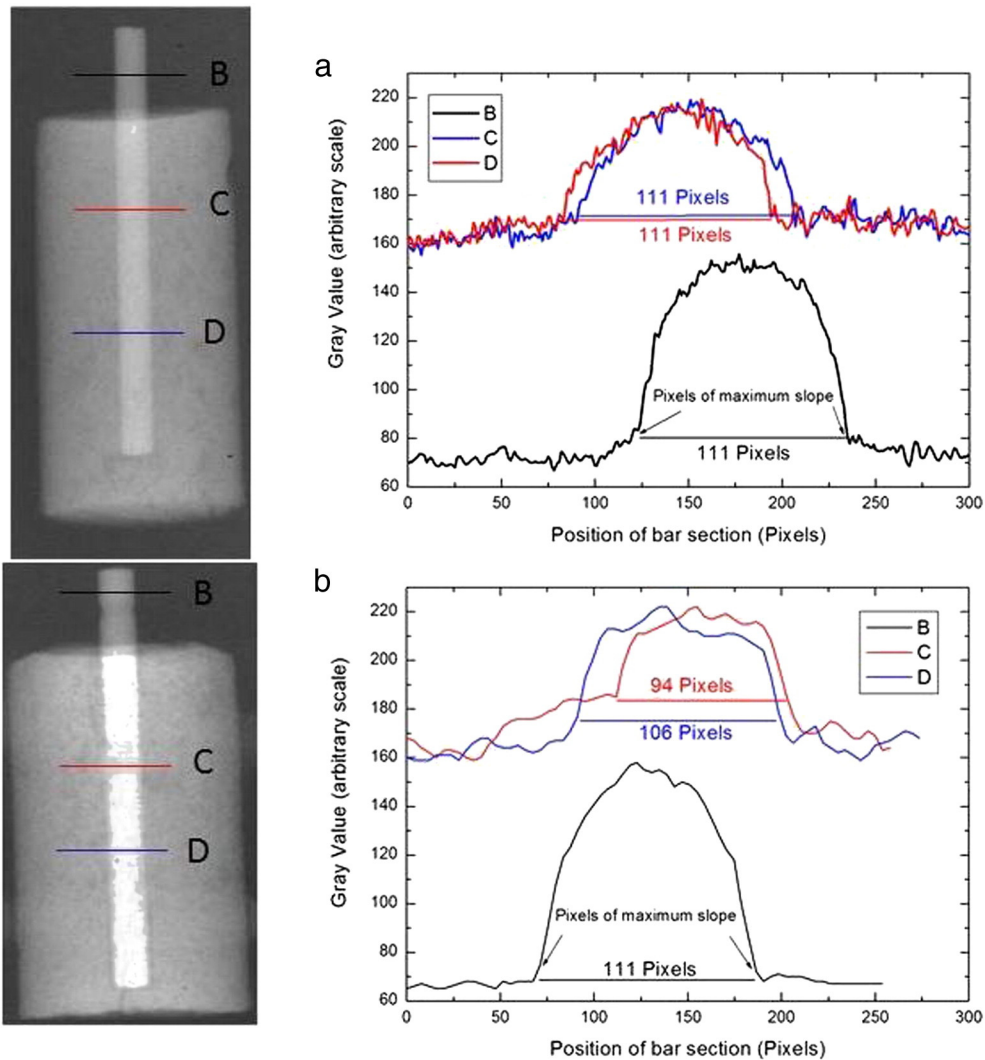 B
C
D
a
B
C
D
220
200
180
160
140
120
100
80
60
Gray Value (arbitrary scale)
111 Pixels
111 Pixels
Pixels of maximum slope
111 Pixels
0 50 100 150 200 250 300
Position of bar section (Pixels)
B
C
D
b
B
C
D
220
200
180
160
140
120
100
80
60
Gray Value (arbitrary scale)
94 Pixels
106 Pixels
Pixels of maximum slope
111 Pixels
0 50 100 150 200 250 300
Position of bar section (Pixels)